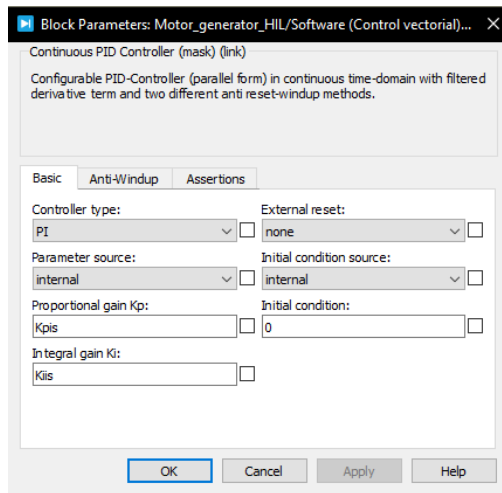 Block Parameters: Motor_generator_HIL/Software (Control vectorial)...
Continuous PID Controller (mask) (link)
Configurable PID-Controller (parallel form) in continuous time-domain with filtered
derivative term and two different anti reset-windup methods.
Basic Anti-Windup Assertions
Controller type: External reset:
PI none
Parameter source: Initial condition source:
internal internal
Proportional gain Kp: Initial condition:
Kpis 0
Integral gain Ki:
Kiis
OK Cancel Apply Help